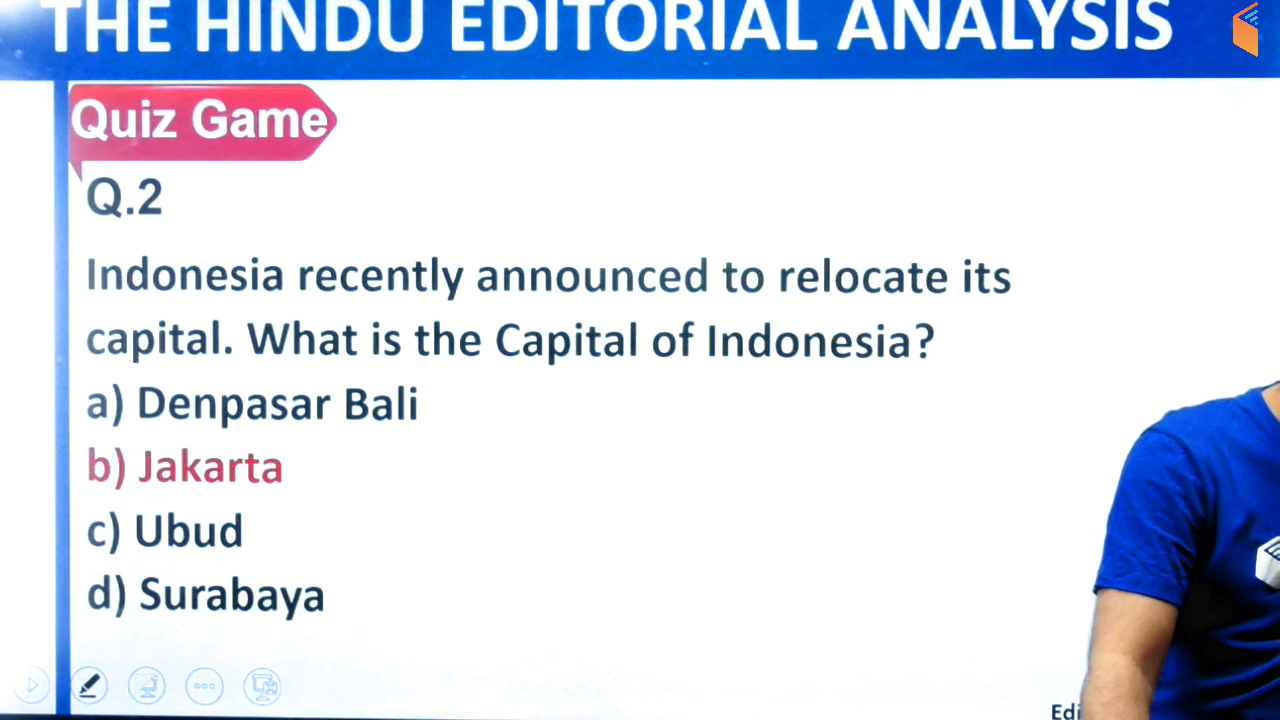 THE HINDU EDITORIAL ANALYSIS
Quiz Game
Q.2
Indonesia recently announced to relocate its
capital. What is the Capital of Indonesia?
a) Denpasar Bali
b) Jakarta
c) Ubud
d) Surabaya